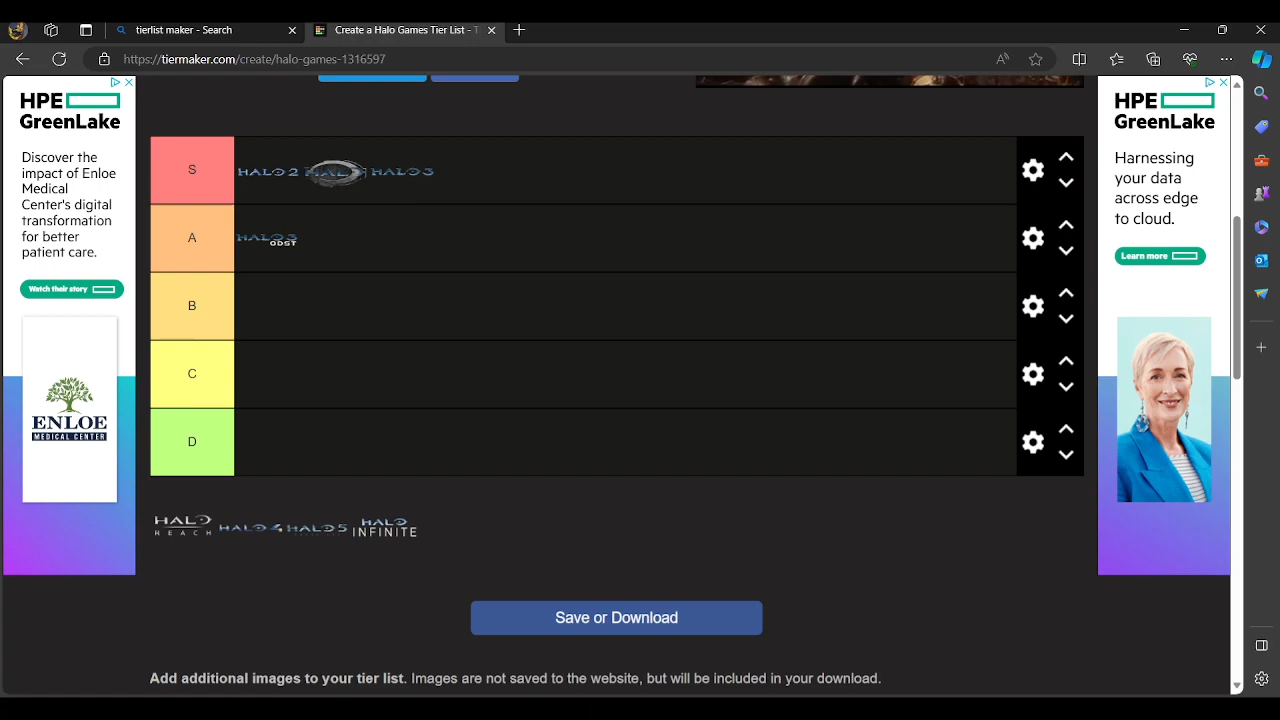 tierlist maker - Search
Create a Halo Games Tier List - T
https://tiermaker.com/create/halo-games-1316597
HPE
GreenLake
Discover the
impact of Enloe
Medical
Center's digital
transformation
for better
patient care.
Watch their story
ENLOE
MEDICAL CENTER
S
HALO 2 HALO HALO 3
A
HALO 3
ODST
B
C
D
HALO
REACH
HALO 4
HALO 5
HALO
INFINITE
Save or Download
Add additional images to your tier list. Images are not saved to the website, but will be included in your download.
HPE
GreenLake
Harnessing
your data
across edge
to cloud.
Learn more